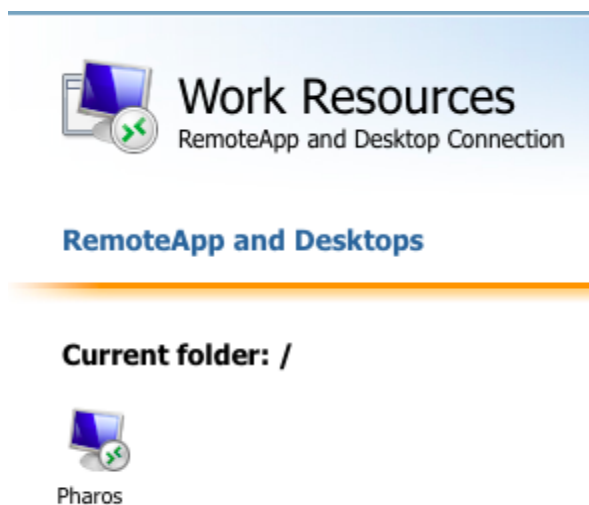 Work Resources
RemoteApp and Desktop Connection
RemoteApp and Desktops
Current folder: /
Pharos